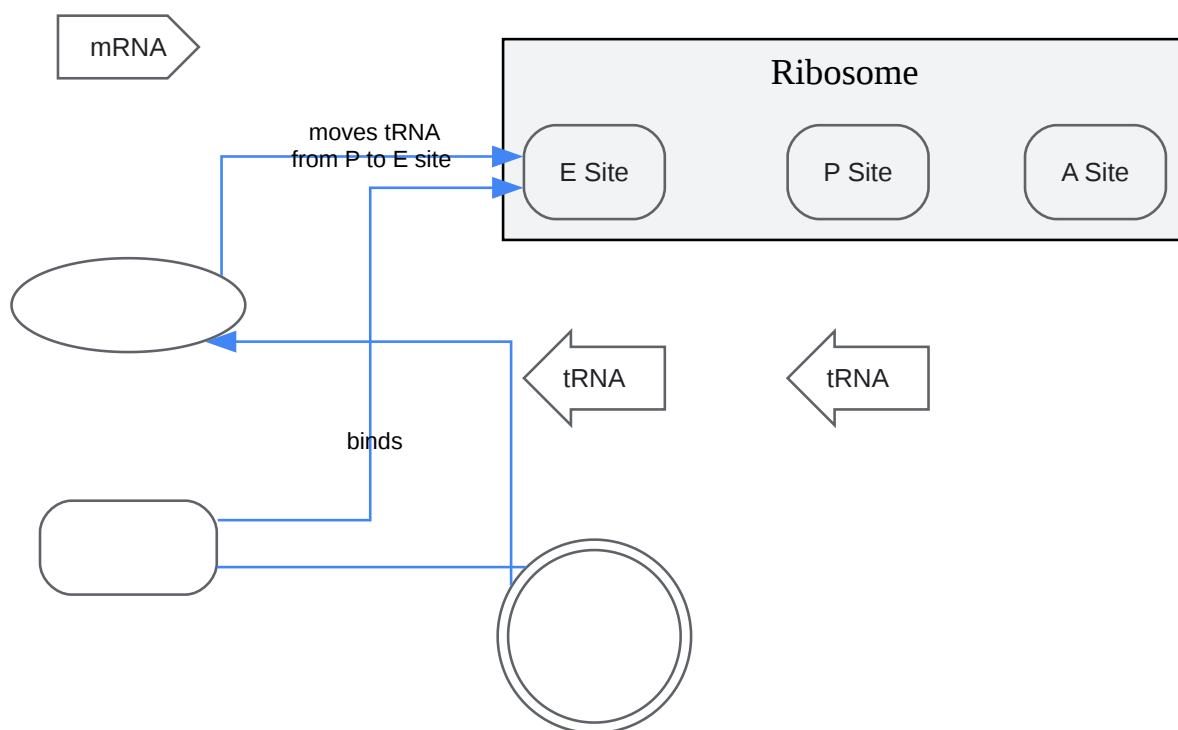 mRNA
Ribosome
moves tRNA
from P to E site
E Site
P Site
A Site
tRNA
tRNA
binds